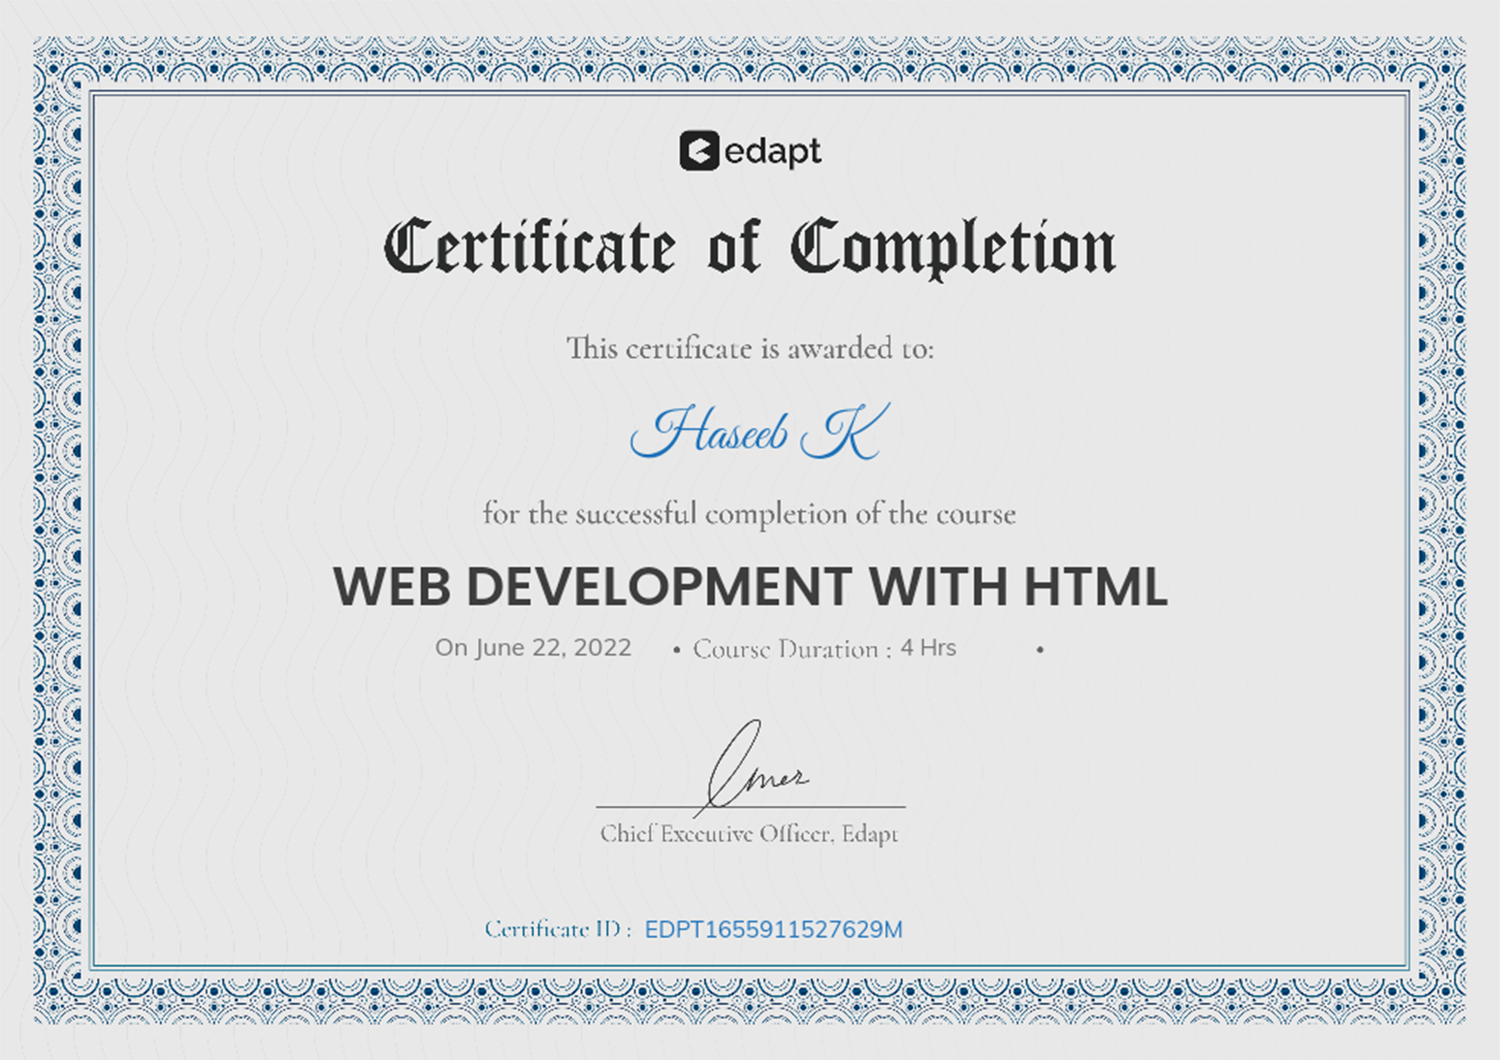 edapt
Certificate of Completion
This certificate is awarded to:
Haseeb K
for the successful completion of the course
WEB DEVELOPMENT WITH HTML
On June 22, 2022 • Course Duration : 4 Hrs •
Omer
Chief Executive Officer, Edapt
Certificate ID : EDPT1655911527629M